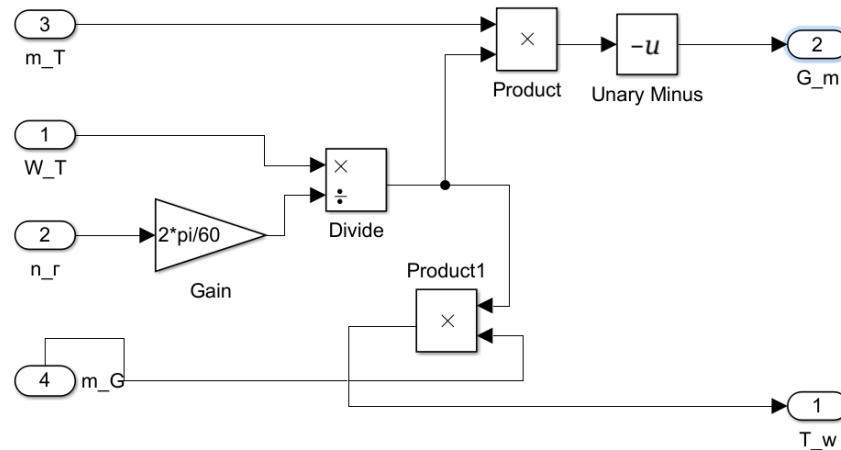 3
m_T
×
Product
-u
Unary Minus
2
G_m
1
W_T
×
÷
Divide
2
n_r
2*pi/60
Gain
Product1
×
4
m_G
1
T_w